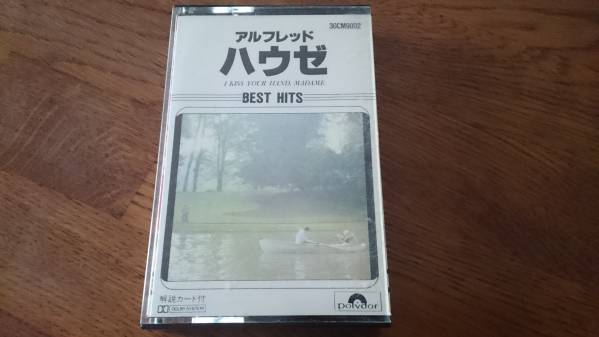 30CM9002
アルフレッド
ハウゼ
I KISS YOUR HAND, MADAME
BEST HITS
解説カード付
DOLBY SYSTEM
polydor